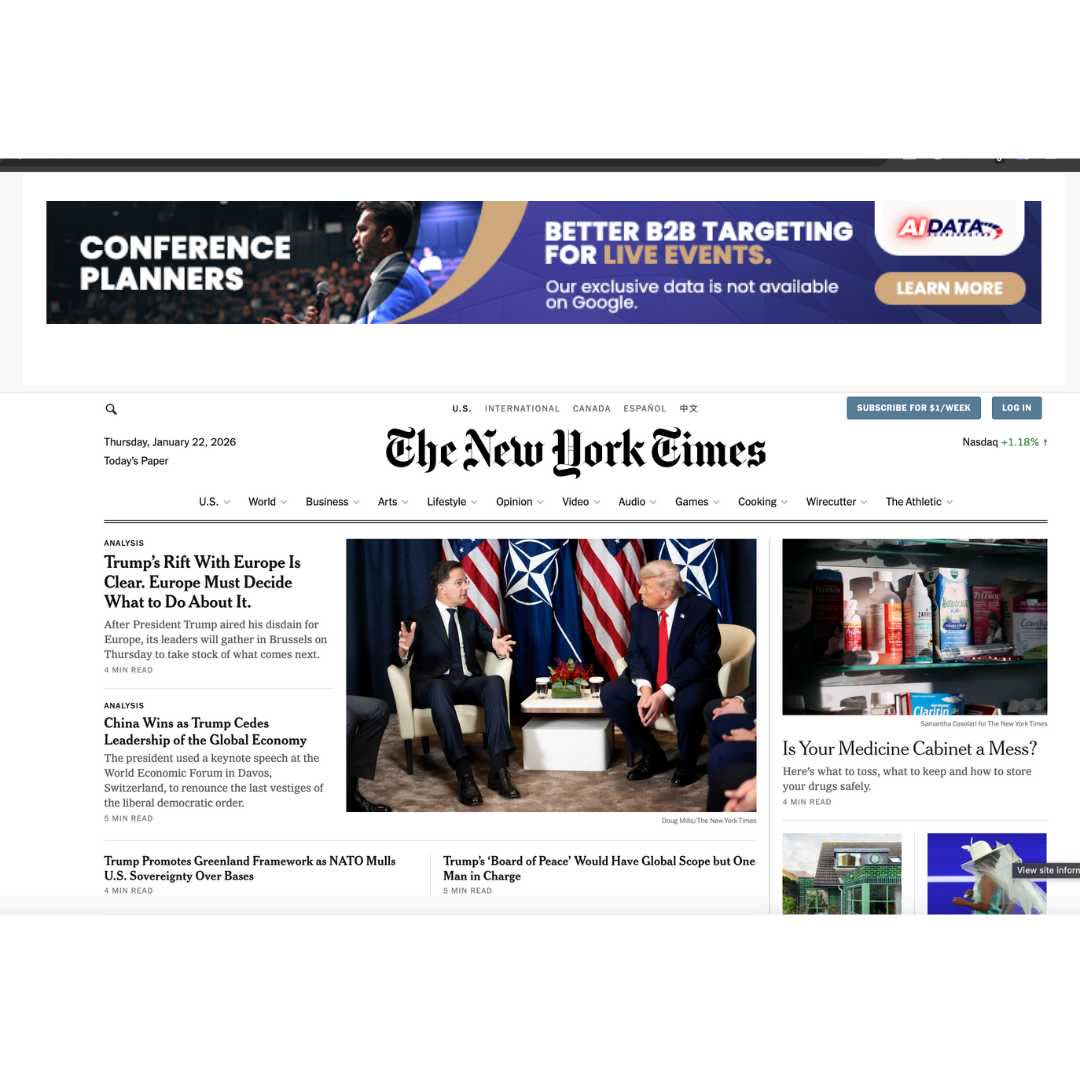 CONFERENCE
PLANNERS
BETTER B2B TARGETING
FOR LIVE EVENTS.
Our exclusive data is not available
on Google.
AIDATA
LEARN MORE
U.S. INTERNATIONAL CANADA ESPAÑOL 中文
SUBSCRIBE FOR $1/WEEK
LOG IN
Thursday, January 22, 2026
Today's Paper
The New York Times
Nasdaq +1.18% ↑
U.S. World Business Arts Lifestyle Opinion Video Audio Games Cooking Wirecutter The Athletic
ANALYSIS
Trump's Rift With Europe Is
Clear. Europe Must Decide
What to Do About It.
After President Trump aired his disdain for
Europe, its leaders will gather in Brussels on
Thursday to take stock of what comes next.
4 MIN READ
ANALYSIS
China Wins as Trump Cedes
Leadership of the Global Economy
The president used a keynote speech at the
World Economic Forum in Davos,
Switzerland, to renounce the last vestiges of
the liberal democratic order.
5 MIN READ
Doug Mills/The New York Times
Trump Promotes Greenland Framework as NATO Mulls
U.S. Sovereignty Over Bases
4 MIN READ
Trump's ‘Board of Peace’ Would Have Global Scope but One
Man in Charge
5 MIN READ
Claritin
Samantha Casolari for The New York Times
Is Your Medicine Cabinet a Mess?
Here's what to toss, what to keep and how to store
your drugs safely.
4 MIN READ
View site inform